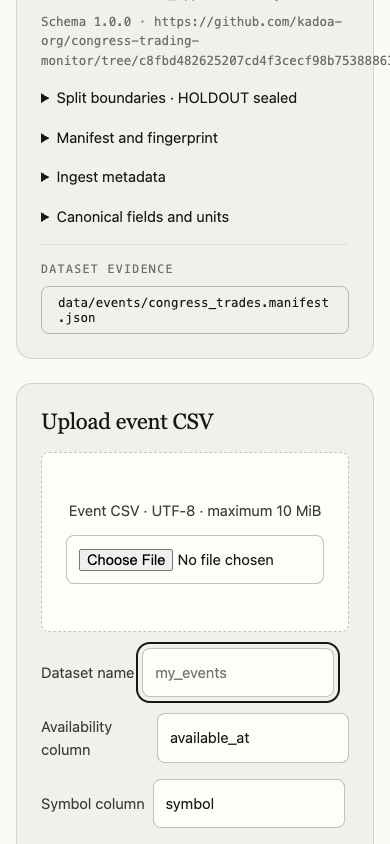 Schema 1.0.0 · https://github.com/kadoa-
org/congress-trading-
monitor/tree/c8fbd482625207cd4f3cecf98b7538886
Split boundaries · HOLDOUT sealed
Manifest and fingerprint
Ingest metadata
Canonical fields and units
DATASET EVIDENCE
data/events/congress_trades.manifest
.json
Upload event CSV
Event CSV · UTF-8 · maximum 10 MiB
Choose File No file chosen
Dataset name my_events
Availability
column
available_at
Symbol column symbol